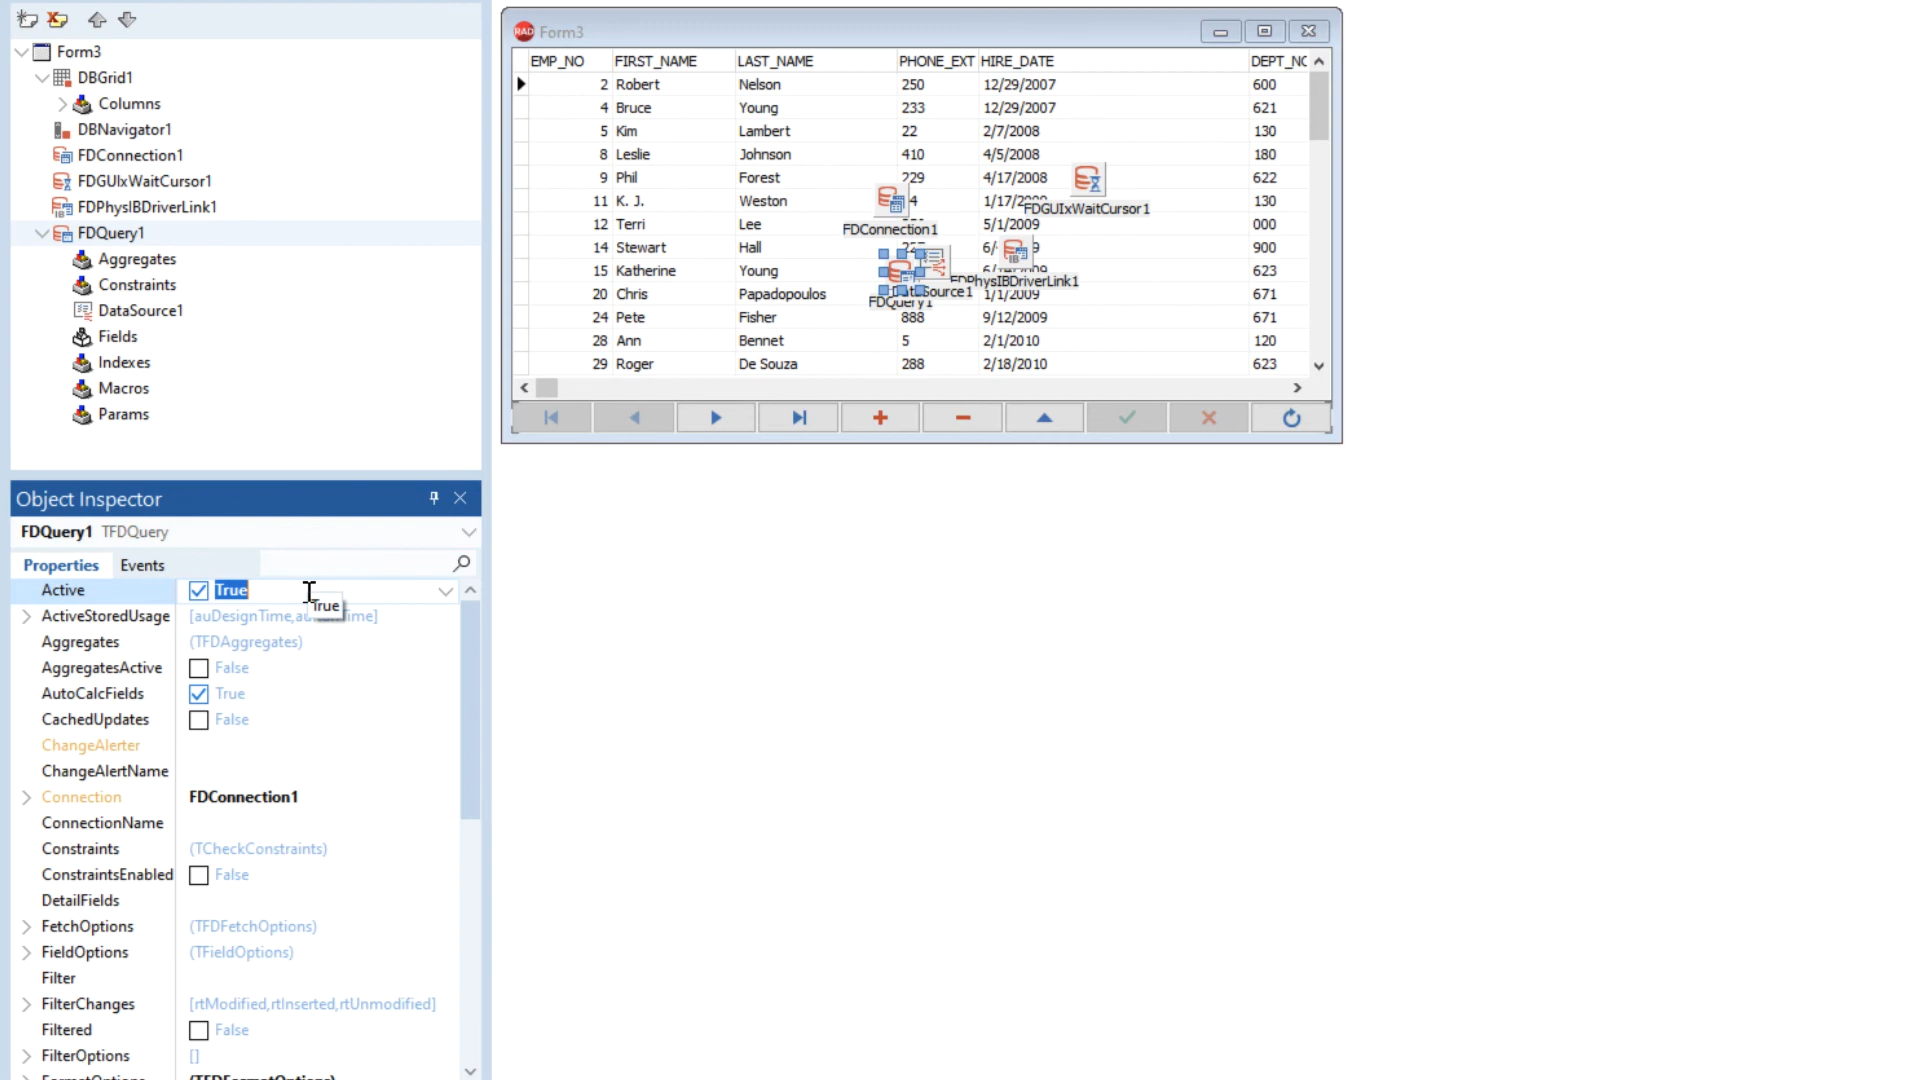 Form3
DBGrid1
Columns
DBNavigator1
FDConnection1
FDGUIxWaitCursor1
FDPhysIBDriverLink1
FDQuery1
Aggregates
Constraints
DataSource1
Fields
Indexes
Macros
Params
Object Inspector
FDQuery1 TFDQuery
Properties Events
Active True
True
ActiveStoredUsage
Aggregates (TFDAggregates)
AggregatesActive False
AutoCalcFields True
CachedUpdates False
ChangeAlerter
ChangeAlertName
Connection FDConnection1
ConnectionName
Constraints (TCheckConstraints)
ConstraintsEnabled False
DetailFields
FetchOptions (TFDFetchOptions)
FieldOptions (TFieldOptions)
Filter
FilterChanges [rtModified,rtInserted,rtUnmodified]
Filtered False
FilterOptions []
RAD Form3
EMP_NO FIRST_NAME LAST_NAME PHONE_EXT HIRE_DATE
2 Robert Nelson 250 12/29/2007 600
4 Bruce Young 233 12/29/2007 621
5 Kim Lambert 22 2/7/2008 130
8 Leslie Johnson 410 4/5/2008 180
9 Phil Forest 229 4/17/2008 622
11 K. J. Weston 130
FDGUIxWaitCursor1
12 Terri Lee 5/1/2009 000
FDConnection1
14 Stewart Hall 900
15 Katherine Young 623
FDPhysIBDriverLink1
20 Chris Papadopoulos 1/1/2009 671
FDQuery1
24 Pete Fisher 888 9/12/2009 671
28 Ann Bennet 5 2/1/2010 120
29 Roger De Souza 288 2/18/2010 623